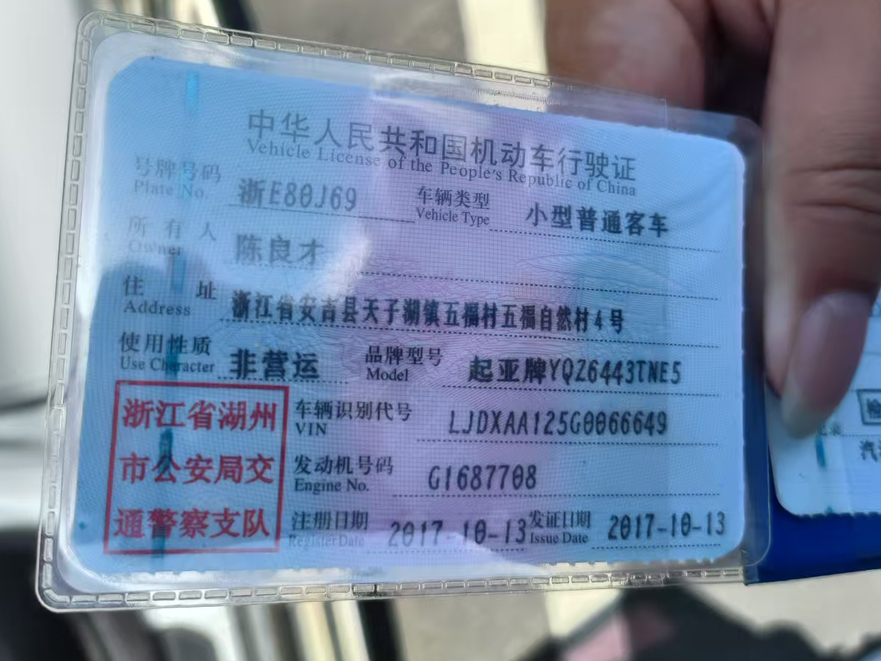 中华人民共和国机动车行驶证
Vehicle License of the People's Republic of China
号牌号码 浙E80J69 车辆类型 小型普通客车
Plate No. Vehicle Type
所有人 陈良才
Owner
住址 浙江省安吉县天子湖镇五福村五福自然村4号
Address
使用性质 非营运 品牌型号 起亚牌YQZ6443TNE5
Use Character Model
浙江省湖州
市公安局交
通警察支队
车辆识别代号 LJDXAA125G0066649
VIN
发动机号码 G1687708
Engine No.
注册日期 2017-10-13 发证日期 2017-10-13
Register Date Issue Date